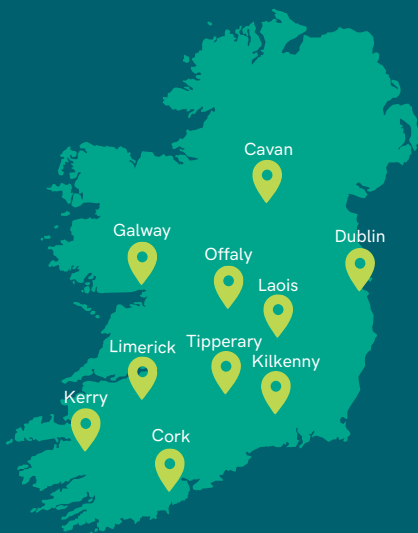 Cavan
Galway
Dublin
Offaly
Laois
Limerick
Tipperary
Kilkenny
Kerry
Cork